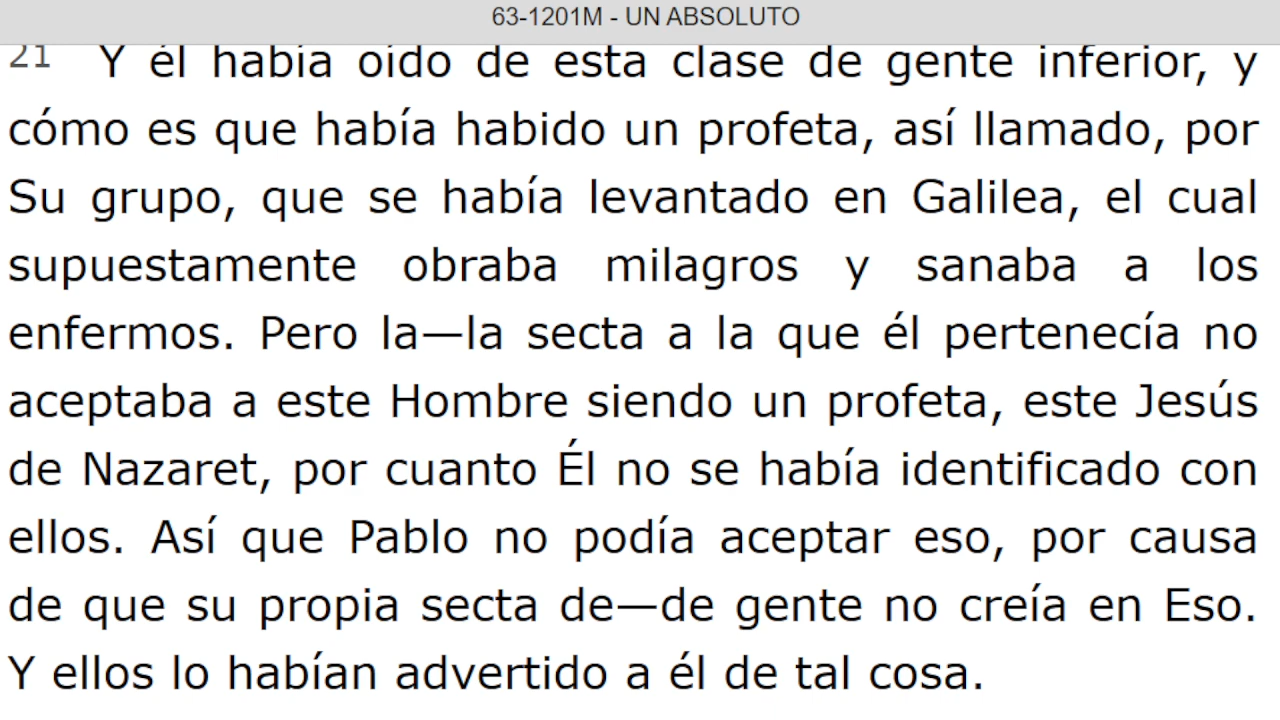 63-1201M - UN ABSOLUTO
21 Y él había oído de esta clase de gente inferior, y
cómo es que había habido un profeta, así llamado, por
Su grupo, que se había levantado en Galilea, el cual
supuestamente obraba milagros y sanaba a los
enfermos. Pero la—la secta a la que él pertenecía no
aceptaba a este Hombre siendo un profeta, este Jesús
de Nazaret, por cuanto Él no se había identificado con
ellos. Así que Pablo no podía aceptar eso, por causa
de que su propia secta de—de gente no creía en Eso.
Y ellos lo habían advertido a él de tal cosa.